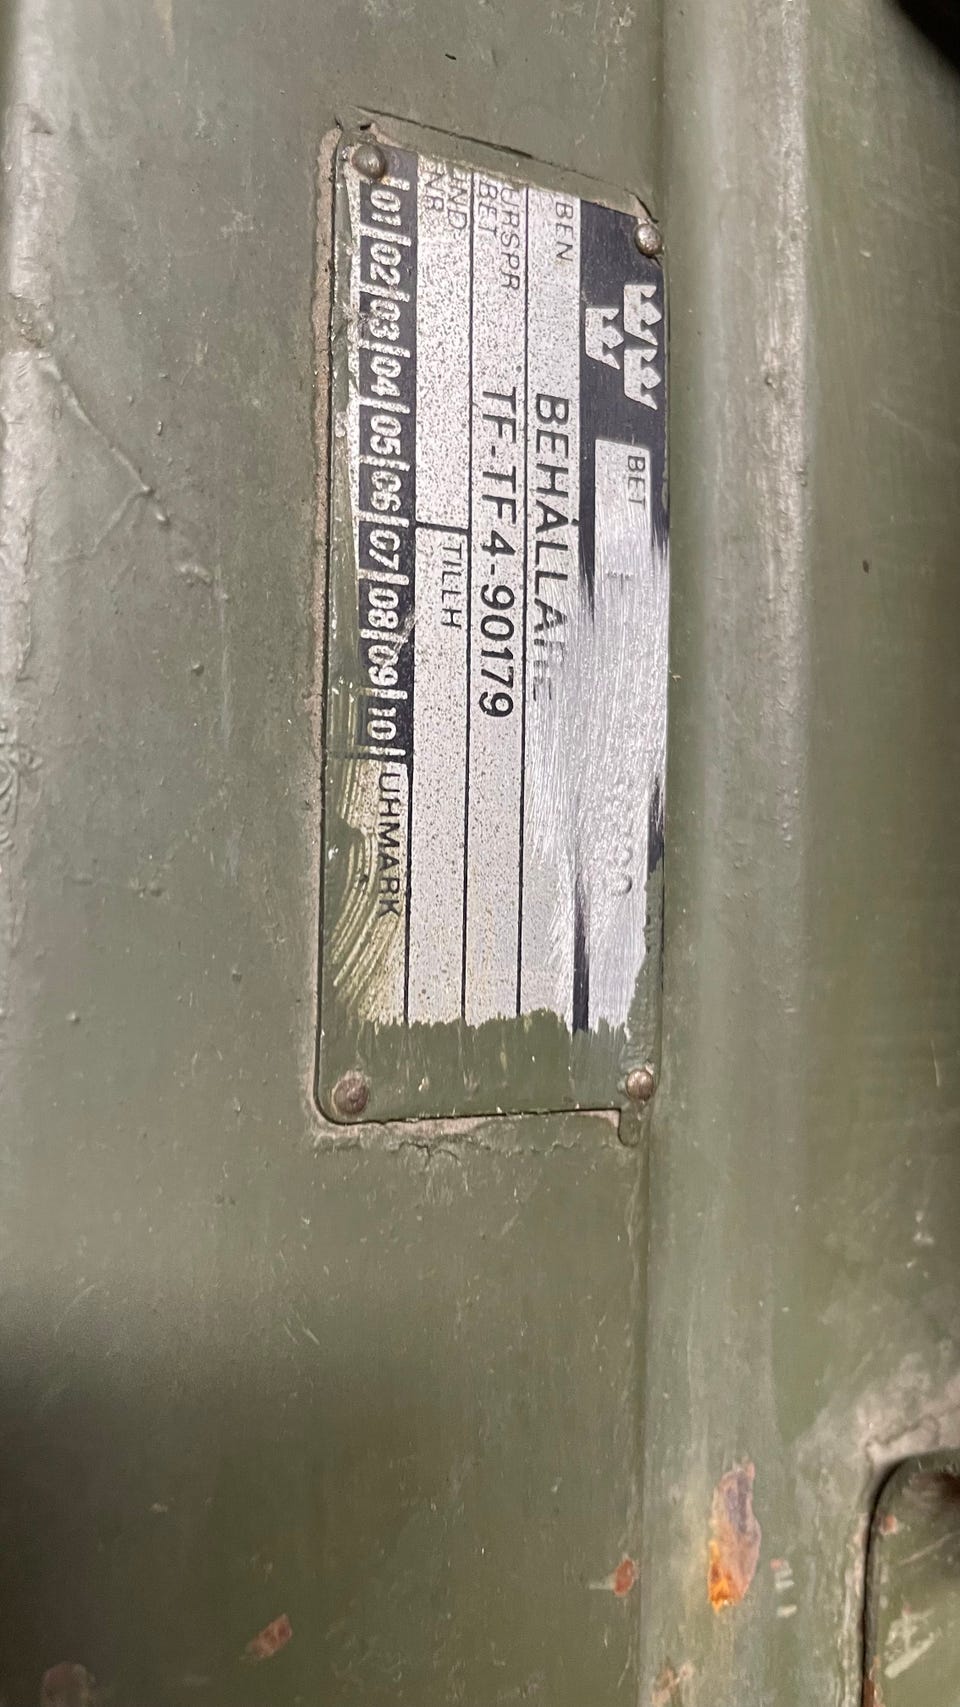 BET
BEN BEHÅLLARE
URSPR BET TF-TF4-90179
IND NR TILLH
01 02 03 04 05 06 07 08 09 10 UHMARK